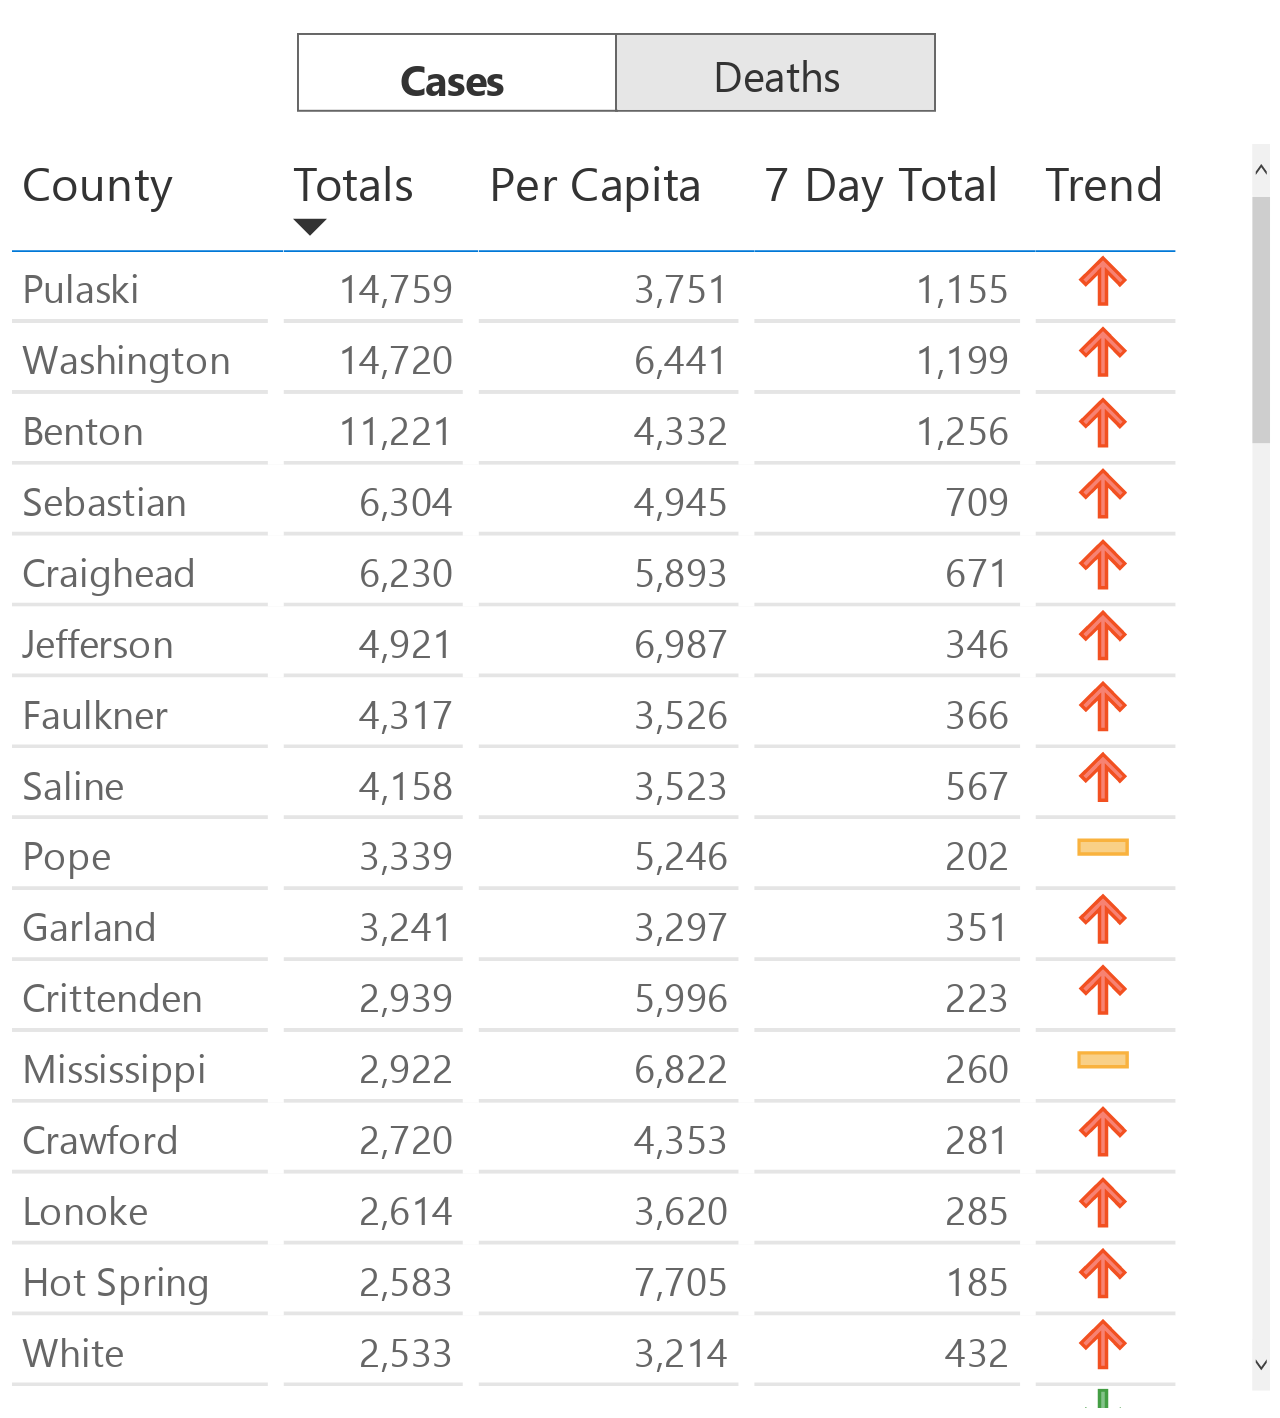 Cases Deaths
County Totals Per Capita 7 Day Total Trend
Pulaski 14,759 3,751 1,155
Washington 14,720 6,441 1,199
Benton 11,221 4,332 1,256
Sebastian 6,304 4,945 709
Craighead 6,230 5,893 671
Jefferson 4,921 6,987 346
Faulkner 4,317 3,526 366
Saline 4,158 3,523 567
Pope 3,339 5,246 202
Garland 3,241 3,297 351
Crittenden 2,939 5,996 223
Mississippi 2,922 6,822 260
Crawford 2,720 4,353 281
Lonoke 2,614 3,620 285
Hot Spring 2,583 7,705 185
White 2,533 3,214 432